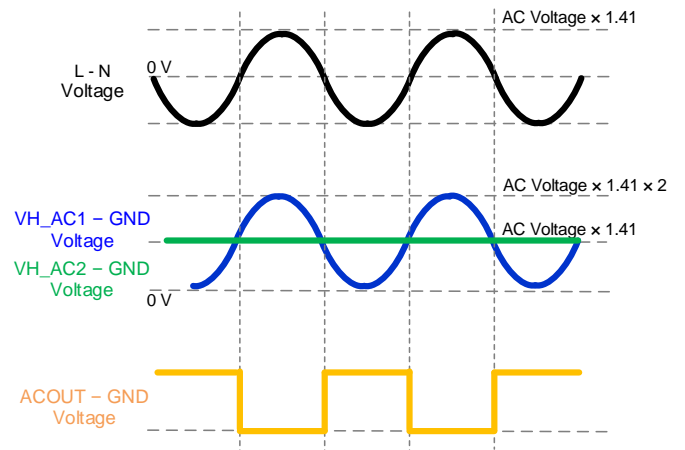 AC Voltage × 1.41
0 V
L - N
Voltage
AC Voltage × 1.41 × 2
VH_AC1 − GND
Voltage
AC Voltage × 1.41
VH_AC2 − GND
Voltage
0 V
ACOUT − GND
Voltage